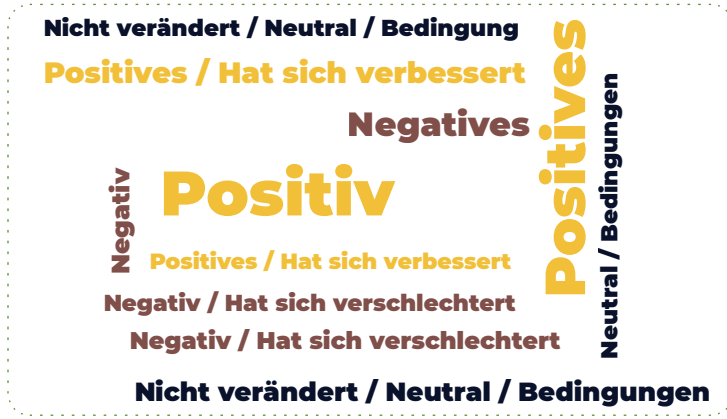 Nicht verändert / Neutral / Bedingung
Positives / Hat sich verbessert
Positives
Negatives
Neutral / Bedingungen
Negativ
Positiv
Positives / Hat sich verbessert
Negativ / Hat sich verschlechtert
Negativ / Hat sich verschlechtert
Nicht verändert / Neutral / Bedingungen